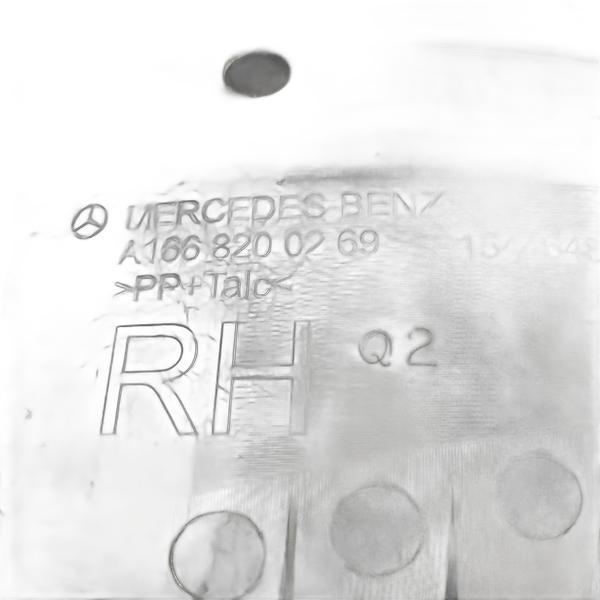 MERCEDES BENZ
A166 820 02 69
>PP+Talc<
RH
Q2